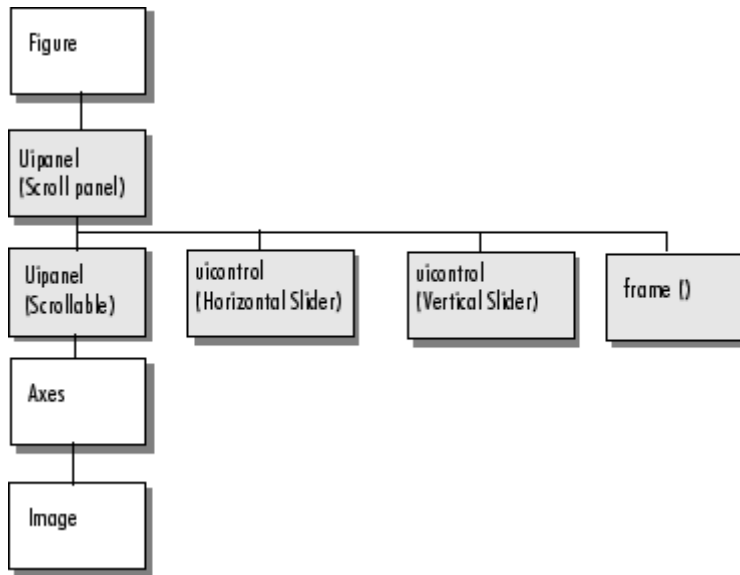 Figure
Uipanel
(Scroll panel)
Uipanel
(Scrollable)
uicontrol
(Horizontal Slider)
uicontrol
(Vertical Slider)
frame ()
Axes
Image